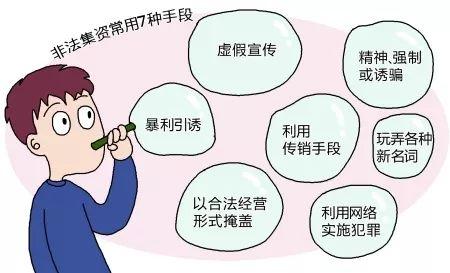 非法集资常用7种手段
虚假宣传
精神、强制
或诱骗
暴利引诱
利用
传销手段
玩弄各种
新名词
以合法经营
形式掩盖
利用网络
实施犯罪